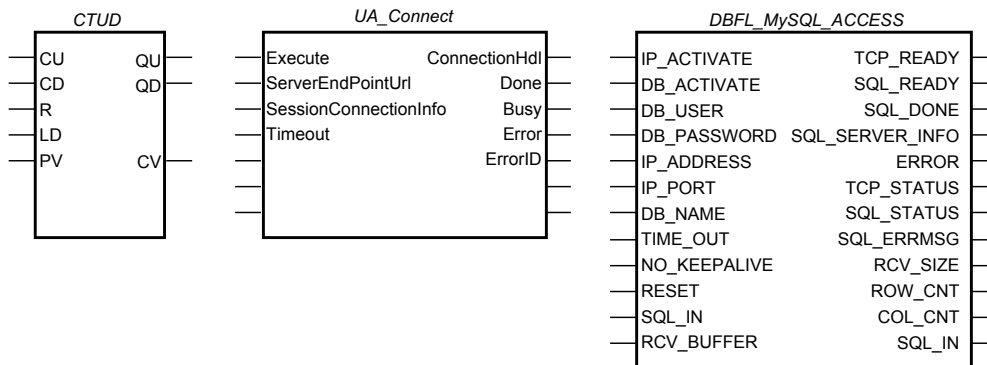 CTUD
CU QU
CD QD
R
LD
PV CV
UA_Connect
Execute ConnectionHdl
ServerEndPointUrl Done
SessionConnectionInfo Busy
Timeout Error
ErrorID
DBFL_MySQL_ACCESS
IP_ACTIVATE TCP_READY
DB_ACTIVATE SQL_READY
DB_USER SQL_DONE
DB_PASSWORD SQL_SERVER_INFO
IP_ADDRESS ERROR
IP_PORT TCP_STATUS
DB_NAME SQL_STATUS
TIME_OUT SQL_ERRMSG
NO_KEEPALIVE RCV_SIZE
RESET ROW_CNT
SQL_IN COL_CNT
RCV_BUFFER SQL_IN